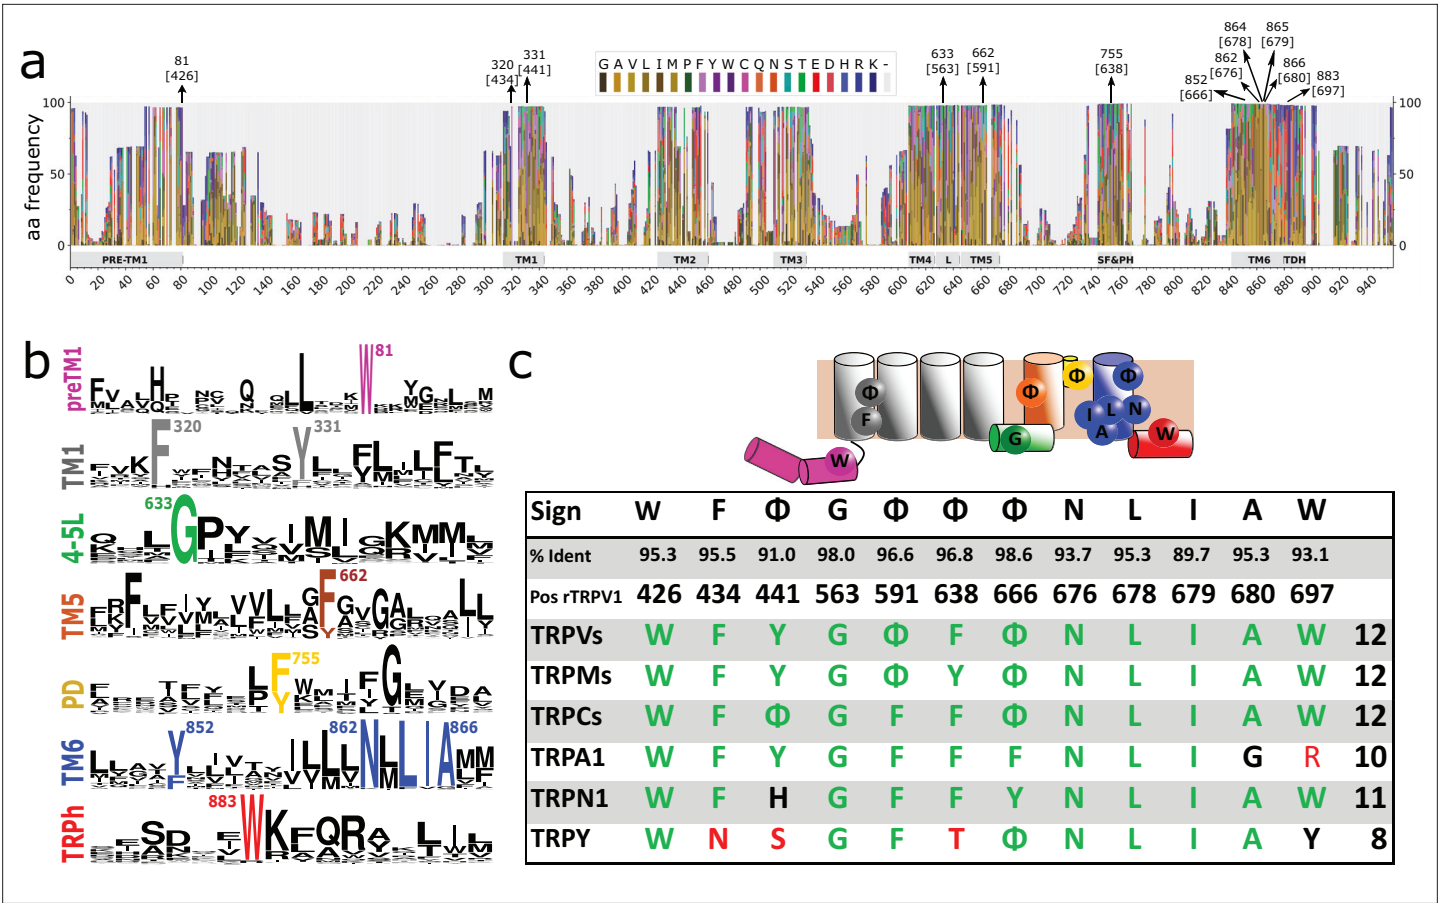 a
81
[426]
320
[434]
331
[441]
G A V L I M P F Y W C Q N S T E D H R K -
633
[563]
662
[591]
755
[638]
864
[678]
865
[679]
862
[676]
866
[680]
852
[666]
883
[697]
aa frequency
100
50
0
100
50
0
PRE-TM1 TM1 TM2 TM3 TM4 L TM5 SF&PH TM6 TDH
0 20 40 60 80 100 120 140 160 180 200 220 240 260 280 300 320 340 360 380 400 420 440 460 480 500 520 540 560 580 600 620 640 660 680 700 720 740 760 780 800 820 840 860 880 900 920 940
b
preTM1
W 81
TM1
F 320 Y 331
4-5L
633 G
TM5
F 662
PD
F 755
Y
TM6
Y 852 862 N L I A 866
F
TRPh
883 W
c
Φ F W G Φ Φ Φ I L N A W
Sign W F Φ G Φ Φ Φ N L I A W
% Ident 95.3 95.5 91.0 98.0 96.6 96.8 98.6 93.7 95.3 89.7 95.3 93.1
Pos rTRPV1 426 434 441 563 591 638 666 676 678 679 680 697
TRPVs W F Y G Φ F Φ N L I A W 12
TRPMs W F Y G Φ Y Φ N L I A W 12
TRPCs W F Φ G F F Φ N L I A W 12
TRPA1 W F Y G F F F N L I G R 10
TRPN1 W F H G F F Y N L I A W 11
TRPY W N S G F T Φ N L I A Y 8